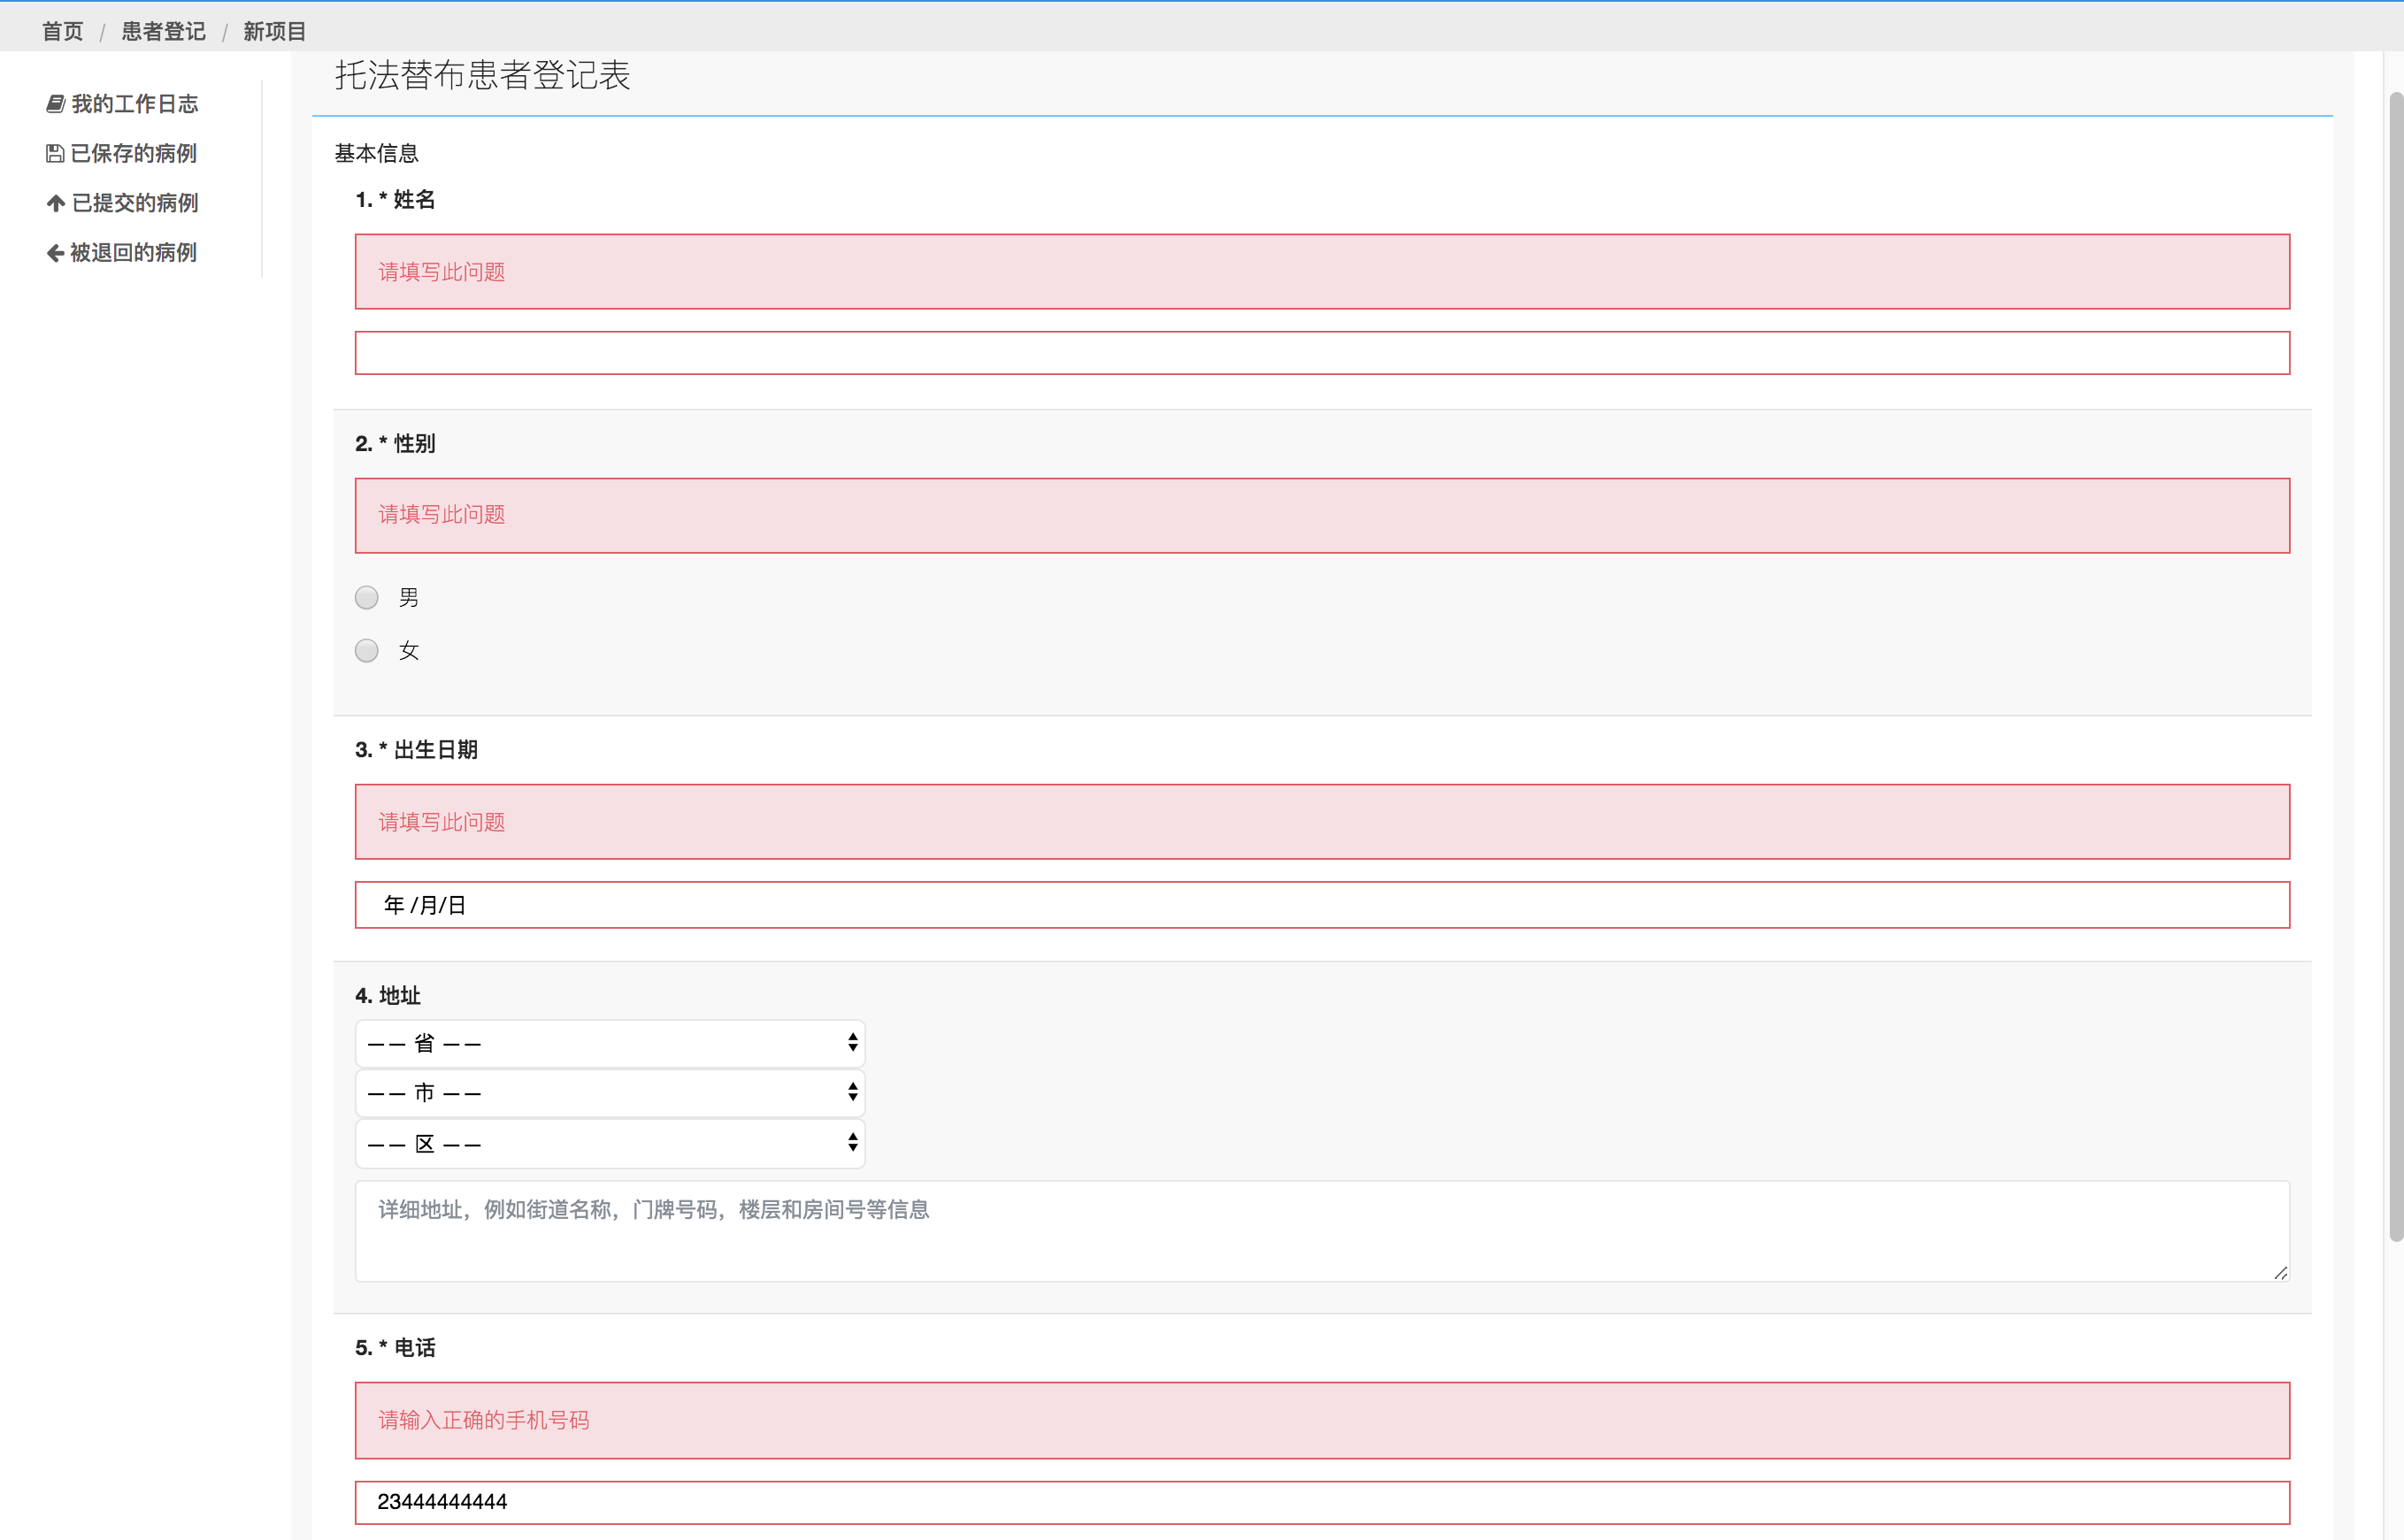 首页 / 患者登记 / 新项目
我的工作日志
已保存的病例
已提交的病例
被退回的病例
托法替布患者登记表
基本信息
1. * 姓名
请填写此问题
2. * 性别
请填写此问题
男
女
3. * 出生日期
请填写此问题
年 /月/日
4. 地址
—— 省 ——
—— 市 ——
—— 区 ——
详细地址，例如街道名称，门牌号码，楼层和房间号等信息
5. * 电话
请输入正确的手机号码
23444444444